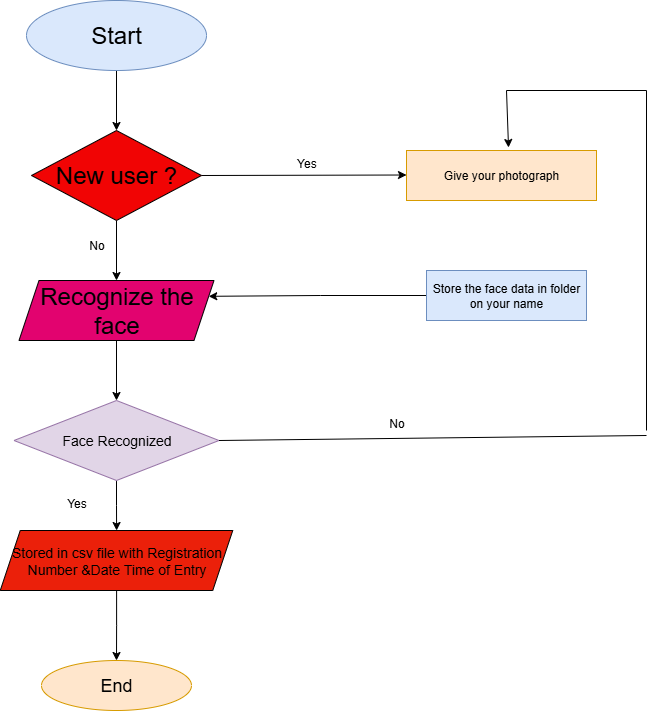 Start
New user ?
Yes
Give your photograph
No
Recognize the
face
Store the face data in folder
on your name
Face Recognized
No
Yes
Stored in csv file with Registration
Number &Date Time of Entry
End